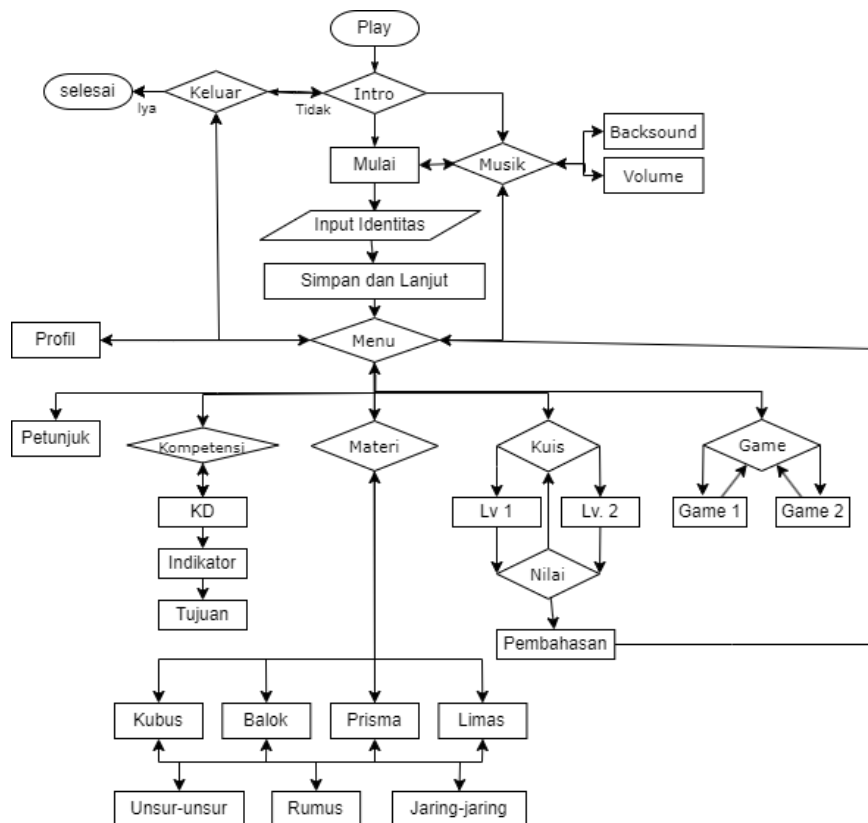 Play
selesai
Keluar
Intro
Iya
Tidak
Backsound
Mulai
Musik
Volume
Input Identitas
Simpan dan Lanjut
Profil
Menu
Petunjuk
Kompetensi
Materi
Kuis
Game
KD
Lv 1
Lv. 2
Game 1
Game 2
Indikator
Nilai
Tujuan
Pembahasan
Kubus
Balok
Prisma
Limas
Unsur-unsur
Rumus
Jaring-jaring